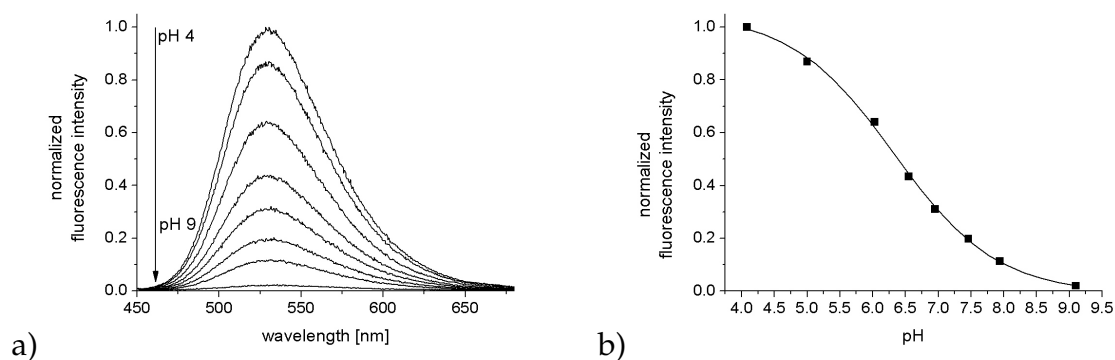 1.0
0.8
0.6
0.4
0.2
0.0
normalized
fluorescence intensity
pH 4
pH 9
450
500
550
600
650
wavelength [nm]
a)
1.0
0.8
0.6
0.4
0.2
0.0
normalized
fluorescence intensity
4.0 4.5 5.0 5.5 6.0 6.5 7.0 7.5 8.0 8.5 9.0 9.5
pH
b)